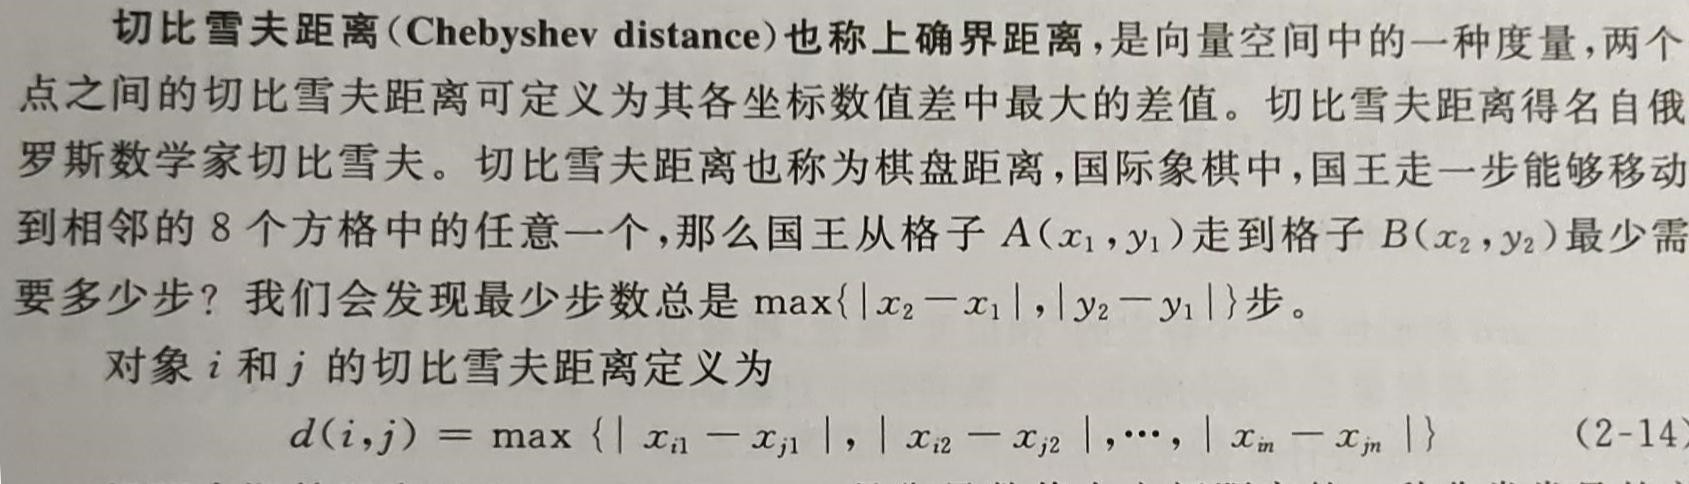 切比雪夫距离(Chebyshev distance)也称上确界距离,是向量空间中的一种度量,两个
点之间的切比雪夫距离可定义为其各坐标数值差中最大的差值。切比雪夫距离得名自俄
罗斯数学家切比雪夫。切比雪夫距离也称为棋盘距离,国际象棋中,国王走一步能够移动
到相邻的 8 个方格中的任意一个,那么国王从格子 A(x₁,y₁)走到格子 B(x₂,y₂)最少需
要多少步? 我们会发现最少步数总是 max{|x₂－x₁|,|y₂－y₁|}步。
对象 i 和 j 的切比雪夫距离定义为
d(i,j) = max {| x_{i1} － x_{j1} |,| x_{i2} － x_{j2} |,⋯,| x_{in} － x_{jn} |} (2-14)